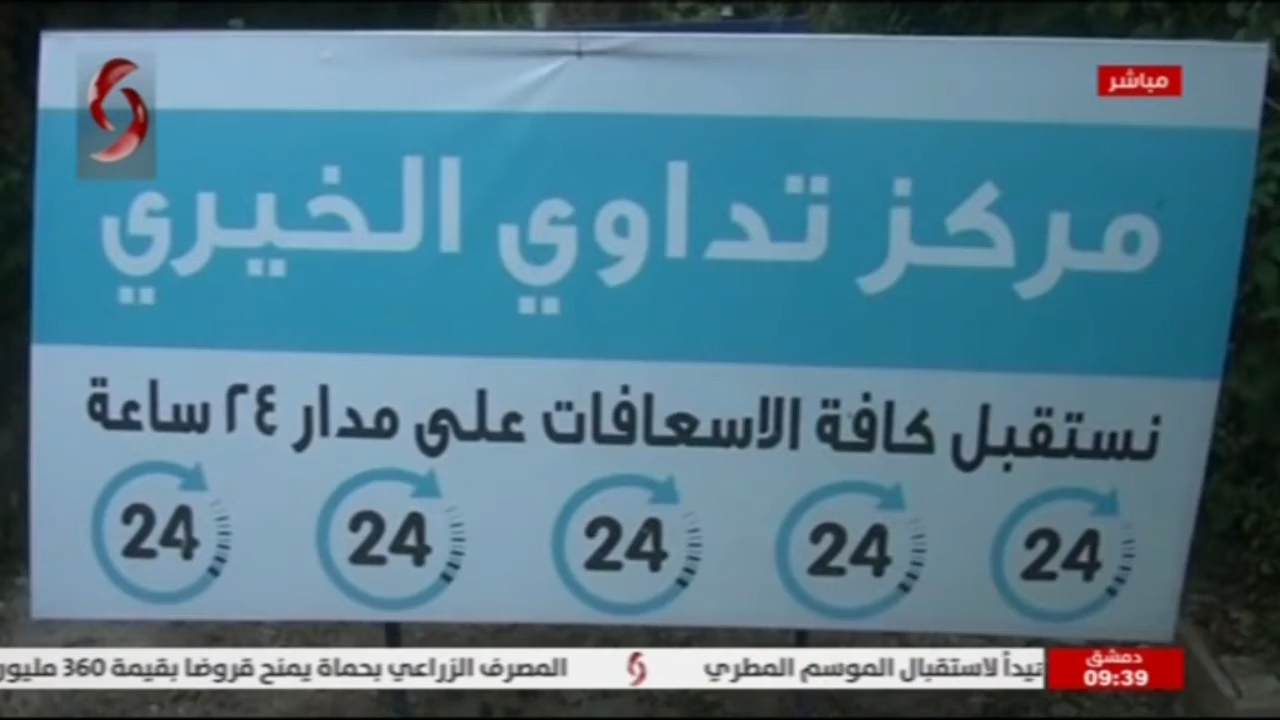 مباشر
مركز تداوي الخيري
نستقبل كافة الاسعافات على مدار ٢٤ ساعة
24 24 24 24 24
دمشق
09:39
لاستقبال الموسم المطري
المصرف الزراعي بحماة يمنح قروضا بقيمة 360